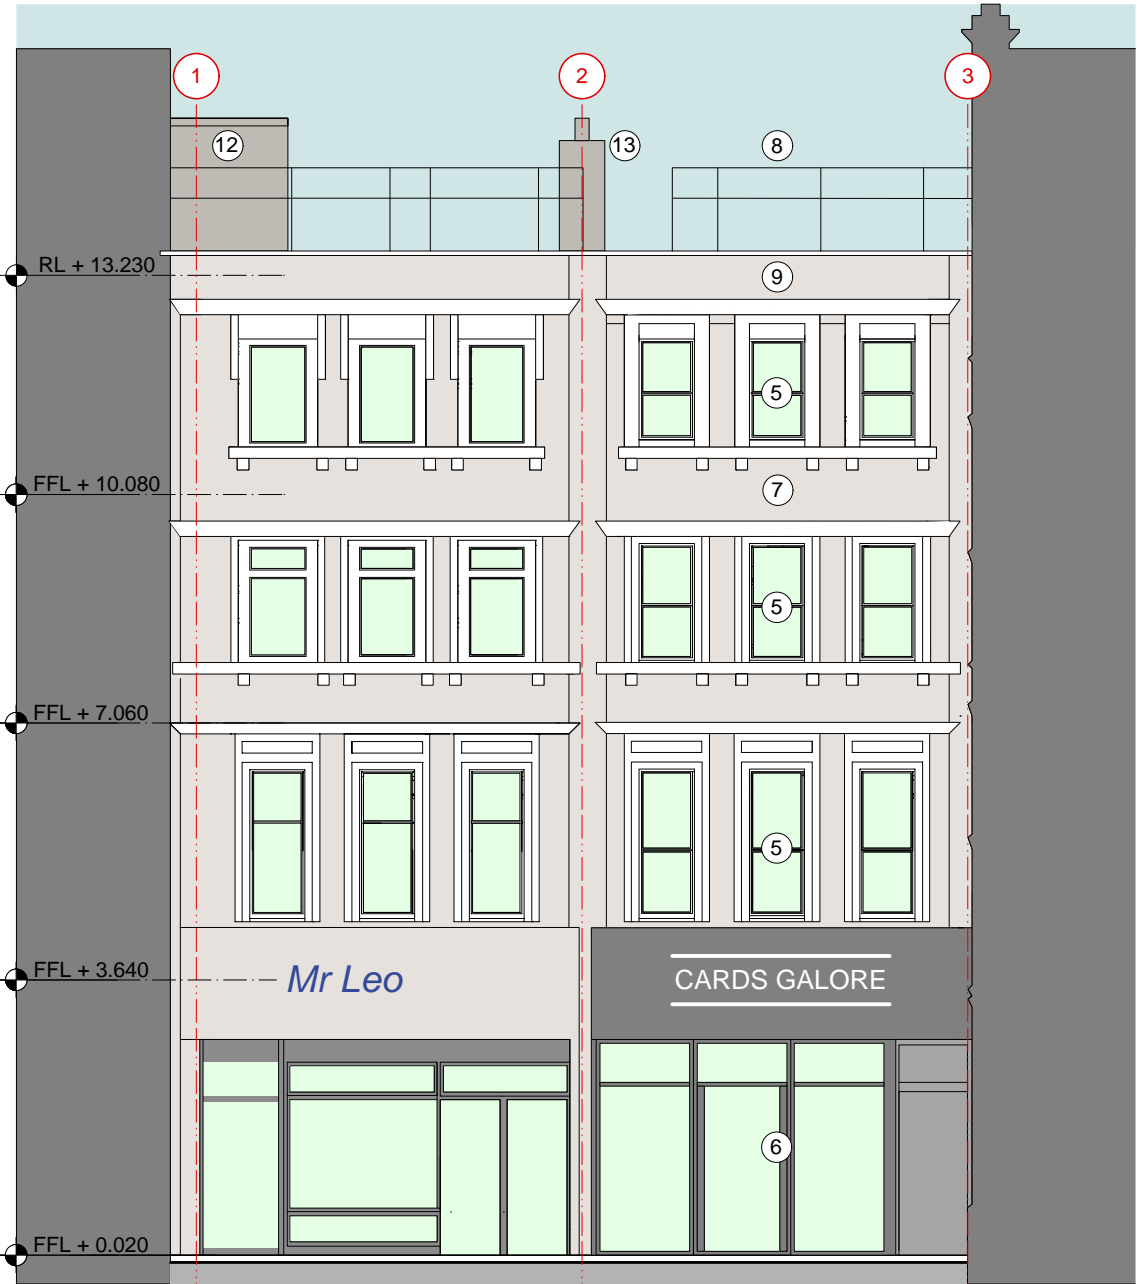 1
2
3
12
13
8
RL + 13.230
9
5
FFL + 10.080
7
5
FFL + 7.060
5
FFL + 3.640
Mr Leo
CARDS GALORE
6
FFL + 0.020